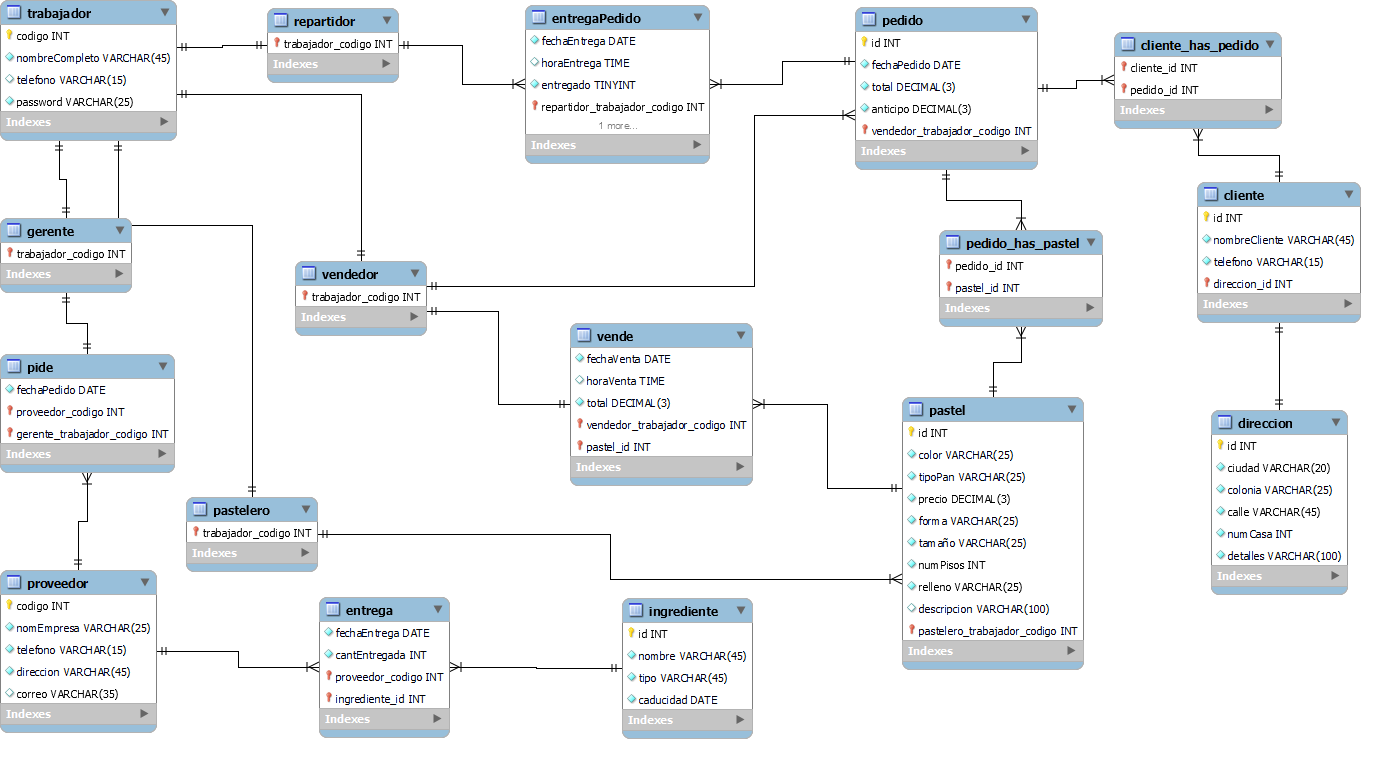 trabajador
codigo INT
nombreCompleto VARCHAR(45)
telefono VARCHAR(15)
password VARCHAR(25)
Indexes
repartidor
trabajador_codigo INT
Indexes
entregaPedido
fechaEntrega DATE
horaEntrega TIME
entregado TINYINT
repartidor_trabajador_codigo INT
1 more...
Indexes
pedido
id INT
fechaPedido DATE
total DECIMAL(3)
anticipo DECIMAL(3)
vendedor_trabajador_codigo INT
Indexes
cliente_has_pedido
cliente_id INT
pedido_id INT
Indexes
gerente
trabajador_codigo INT
Indexes
vendedor
trabajador_codigo INT
Indexes
pedido_has_pastel
pedido_id INT
pastel_id INT
Indexes
cliente
id INT
nombreCliente VARCHAR(45)
telefono VARCHAR(15)
direccion_id INT
Indexes
pide
fechaPedido DATE
proveedor_codigo INT
gerente_trabajador_codigo INT
Indexes
vende
fechaVenta DATE
horaVenta TIME
total DECIMAL(3)
vendedor_trabajador_codigo INT
pastel_id INT
Indexes
pastel
id INT
color VARCHAR(25)
tipoPan VARCHAR(25)
precio DECIMAL(3)
forma VARCHAR(25)
tamaño VARCHAR(25)
numPisos INT
relleno VARCHAR(25)
descripcion VARCHAR(100)
pastelero_trabajador_codigo INT
Indexes
direccion
id INT
ciudad VARCHAR(20)
colonia VARCHAR(25)
calle VARCHAR(45)
numCasa INT
detalles VARCHAR(100)
Indexes
pastelero
trabajador_codigo INT
Indexes
proveedor
codigo INT
nomEmpresa VARCHAR(25)
telefono VARCHAR(15)
direccion VARCHAR(45)
correo VARCHAR(35)
Indexes
entrega
fechaEntrega DATE
cantEntregada INT
proveedor_codigo INT
ingrediente_id INT
Indexes
ingrediente
id INT
nombre VARCHAR(45)
tipo VARCHAR(45)
caducidad DATE
Indexes